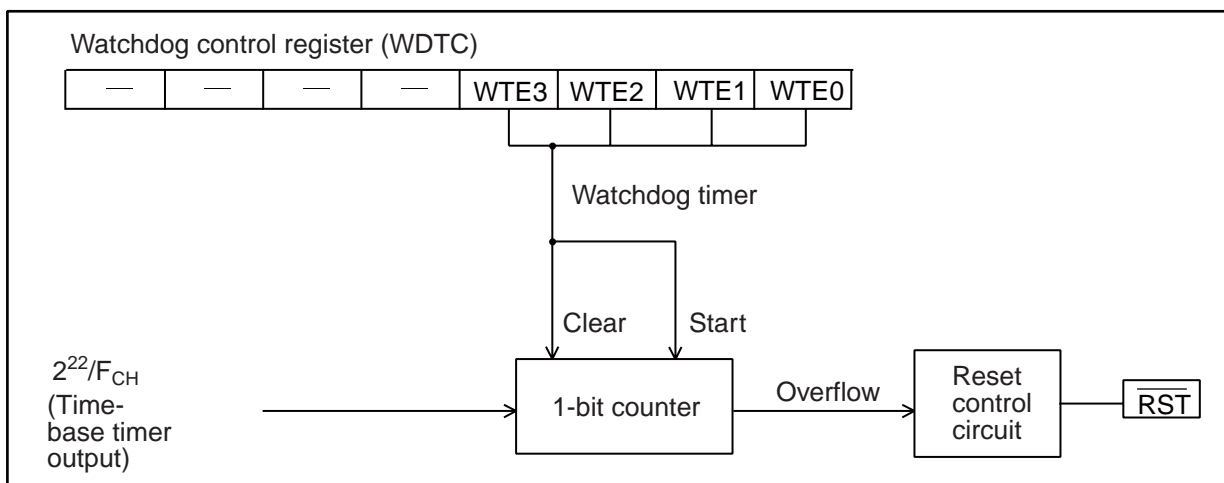 Watchdog control register (WDTC)
— — — — WTE3 WTE2 WTE1 WTE0
Watchdog timer
Clear Start
2²²/F_CH
(Time-
base timer
output)
1-bit counter
Overflow
Reset
control
circuit
R̅S̅T̅